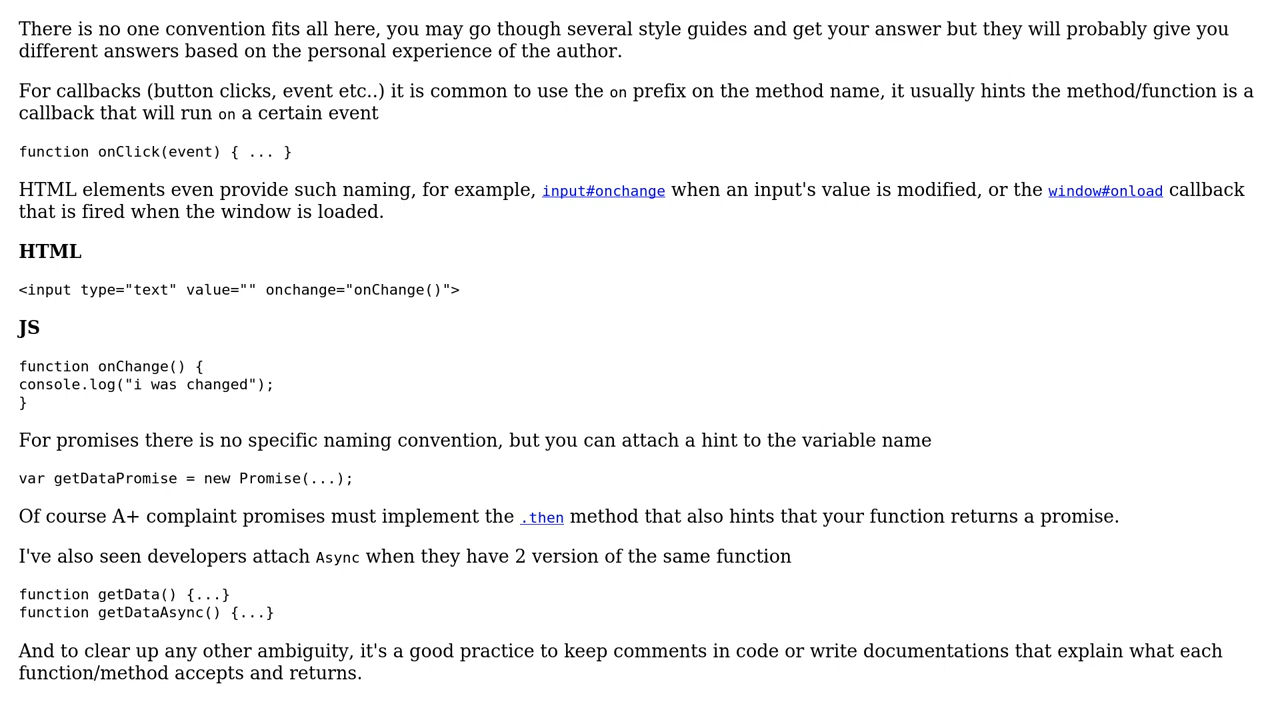 There is no one convention fits all here, you may go though several style guides and get your answer but they will probably give you
different answers based on the personal experience of the author.
For callbacks (button clicks, event etc..) it is common to use the on prefix on the method name, it usually hints the method/function is a
callback that will run on a certain event
function onClick(event) { ... }
HTML elements even provide such naming, for example, input#onchange when an input's value is modified, or the window#onload callback
that is fired when the window is loaded.
HTML
<input type="text" value="" onchange="onChange()">
JS
function onChange() {
console.log("i was changed");
}
For promises there is no specific naming convention, but you can attach a hint to the variable name
var getDataPromise = new Promise(...);
Of course A+ complaint promises must implement the .then method that also hints that your function returns a promise.
I've also seen developers attach Async when they have 2 version of the same function
function getData() {...}
function getDataAsync() {...}
And to clear up any other ambiguity, it's a good practice to keep comments in code or write documentations that explain what each
function/method accepts and returns.